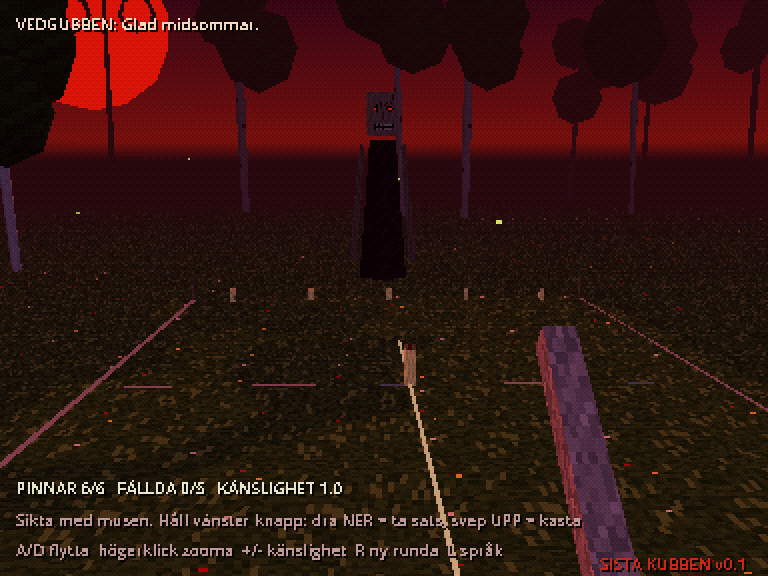 VEDGUBBEN: Glad midsommar.
PINNAR 6/6 FÄLLDA 0/5 KÄNSLIGHET 1.0
Sikta med musen. Håll vänster knapp: dra NER = ta sats, svep UPP = kasta
A/D flytta högerklick zooma +/- känslighet R ny runda L språk
SISTA KUBBEN v0.1